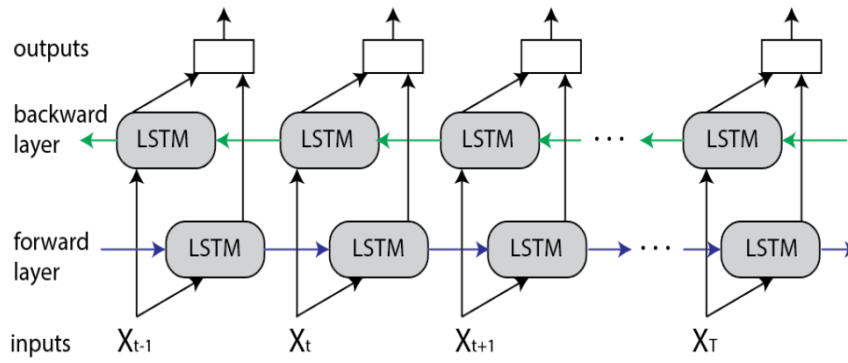 outputs
backward
layer
LSTM LSTM LSTM ... LSTM
forward
layer
LSTM LSTM LSTM ... LSTM
inputs Xt-1 Xt Xt+1 XT